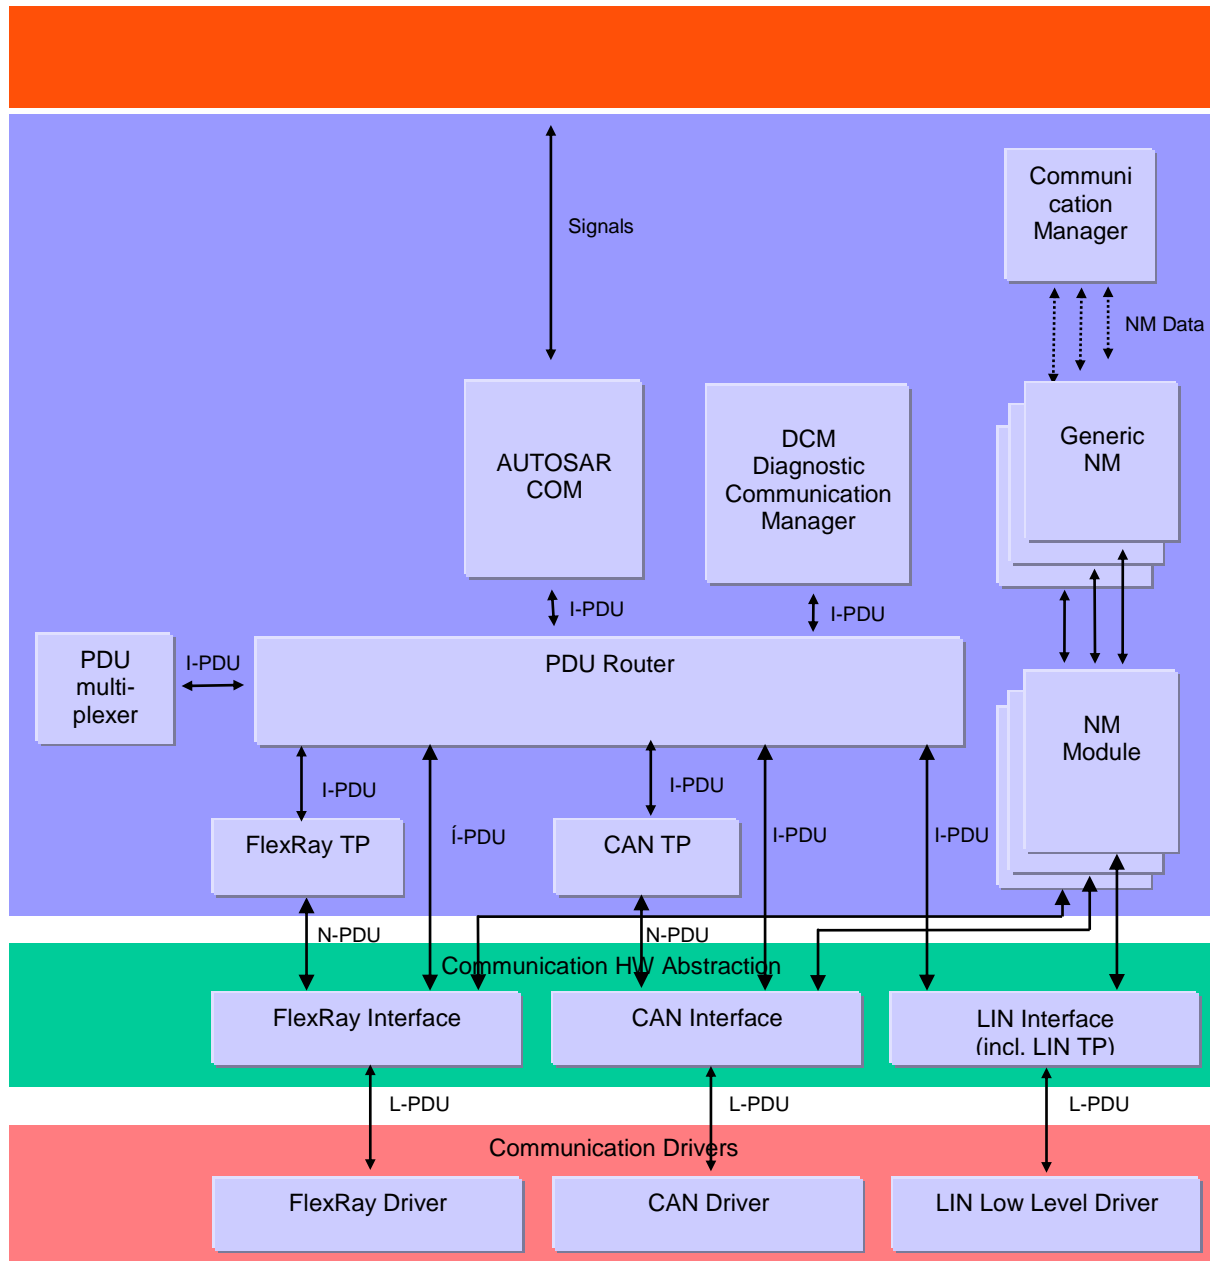 Signals
Communi
cation
Manager
NM Data
AUTOSAR
COM
DCM
Diagnostic
Communication
Manager
Generic
NM
I-PDU
I-PDU
PDU
multi-
plexer
I-PDU
PDU Router
NM
Module
I-PDU
I-PDU
FlexRay TP
Í-PDU
CAN TP
I-PDU
I-PDU
N-PDU
N-PDU
Communication HW Abstraction
FlexRay Interface
CAN Interface
LIN Interface
(incl. LIN TP)
L-PDU
L-PDU
L-PDU
Communication Drivers
FlexRay Driver
CAN Driver
LIN Low Level Driver